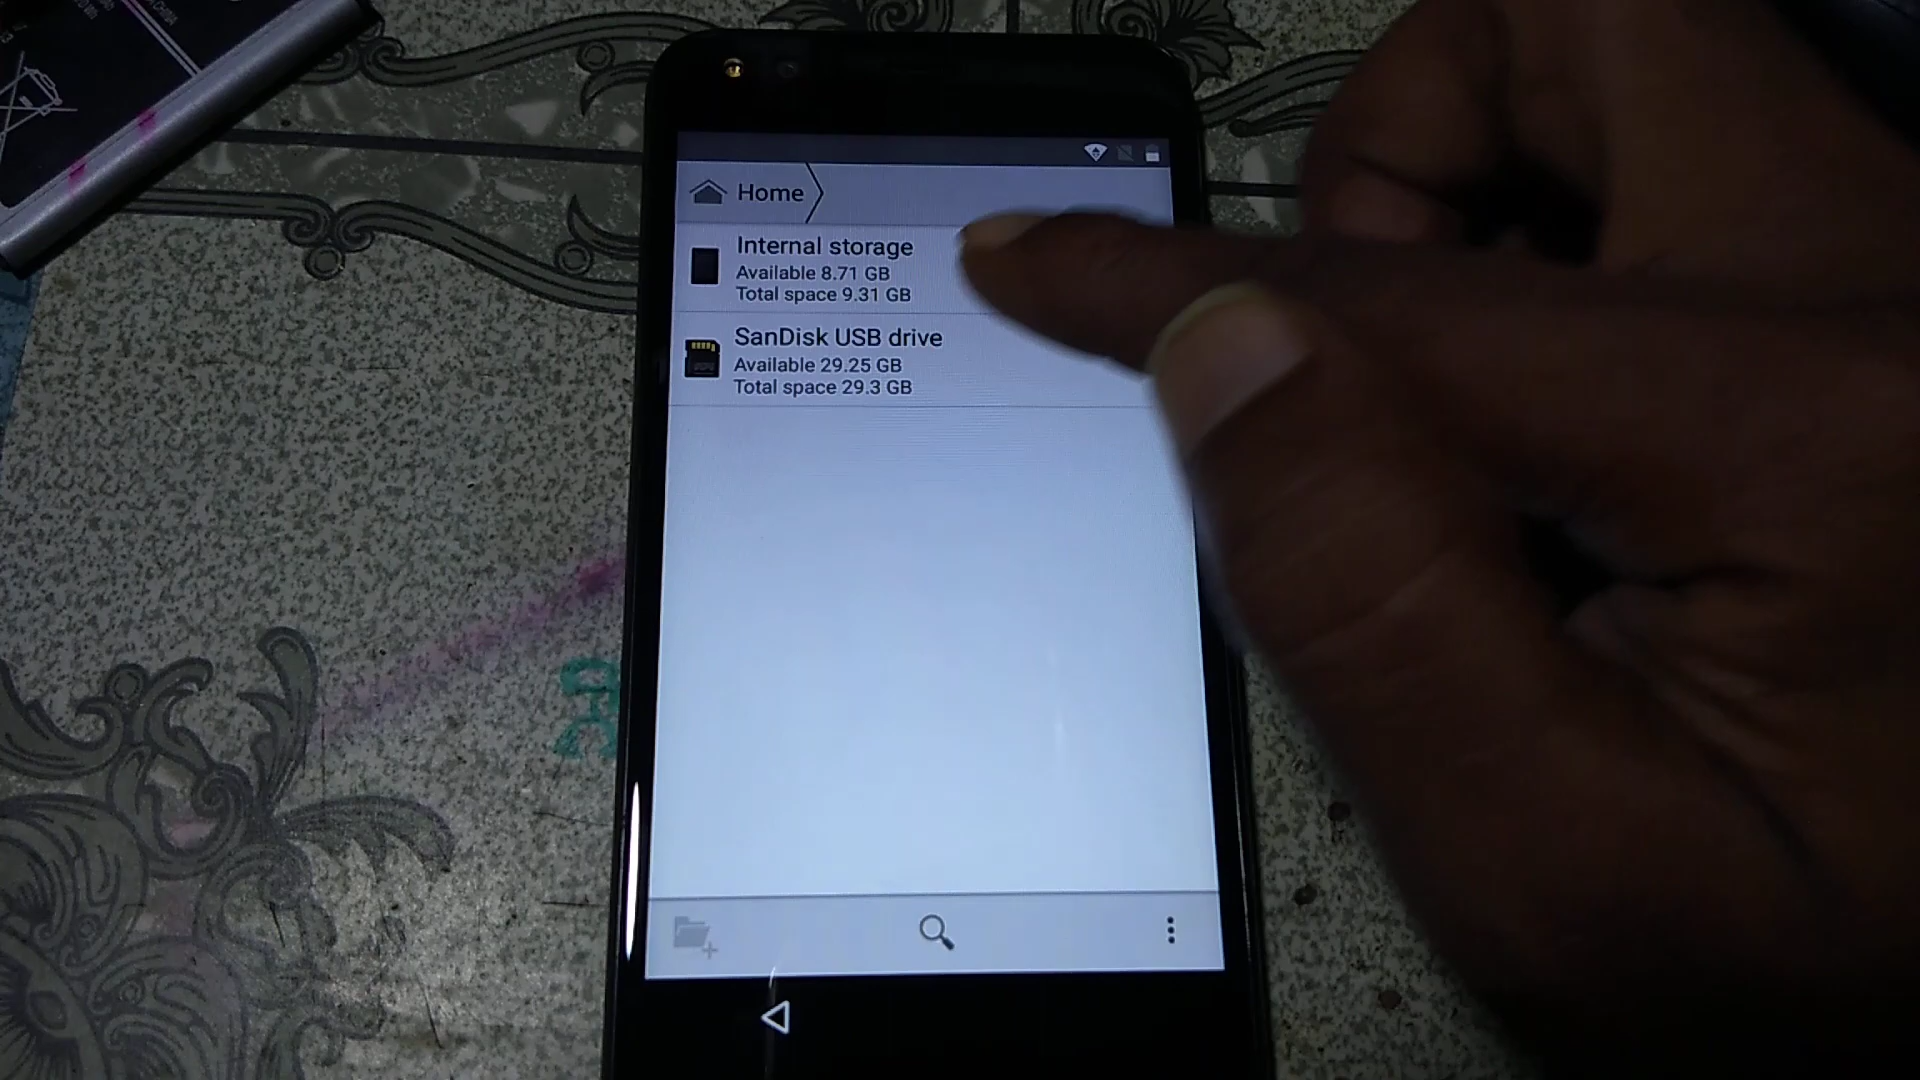 Home
Internal storage
Available 8.71 GB
Total space 9.31 GB
SanDisk USB drive
Available 29.25 GB
Total space 29.3 GB